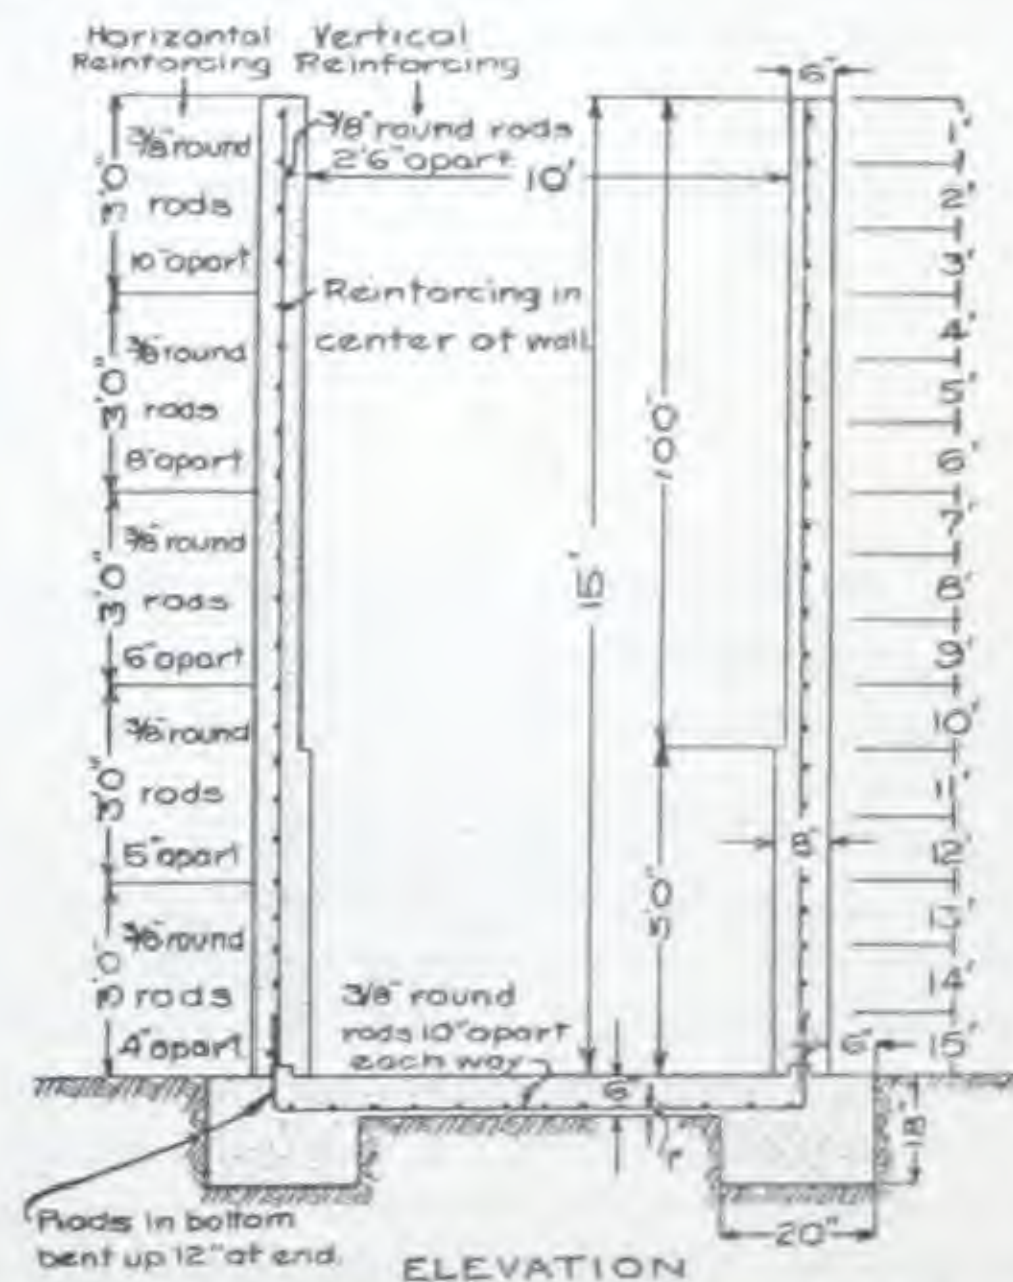 Horizontal Reinforcing
Vertical Reinforcing
6"
3/8" round
rods
10" apart
3'0"
3/8" round rods
2'6" apart
10'
Reinforcing in
center of wall
3/8 round
rods
8" apart
3'0"
3/8" round
rods
6" apart
3'0"
3/8 round
rods
5" apart
3'0"
3/8 round
rods
4" apart
3'0"
15'
10'0"
5'0"
8"
3/8" round
rods 10" apart
each way
6"
6"
18"
20"
1'
2'
3'
4'
5'
6'
7'
8'
9'
10'
11'
12'
14'
15'
Rods in bottom
bent up 12" at end.
ELEVATION